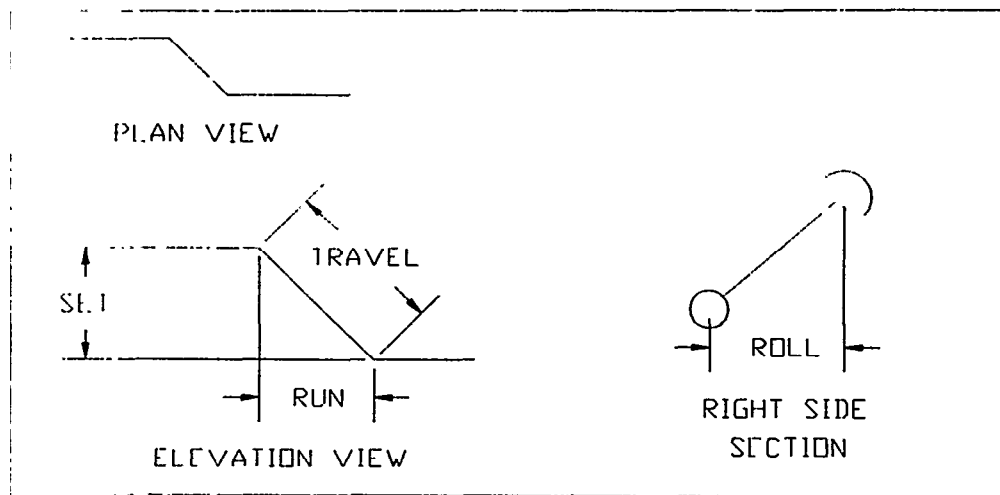 PLAN VIEW
TRAVEL
SET
RUN
ELEVATION VIEW
ROLL
RIGHT SIDE
SECTION